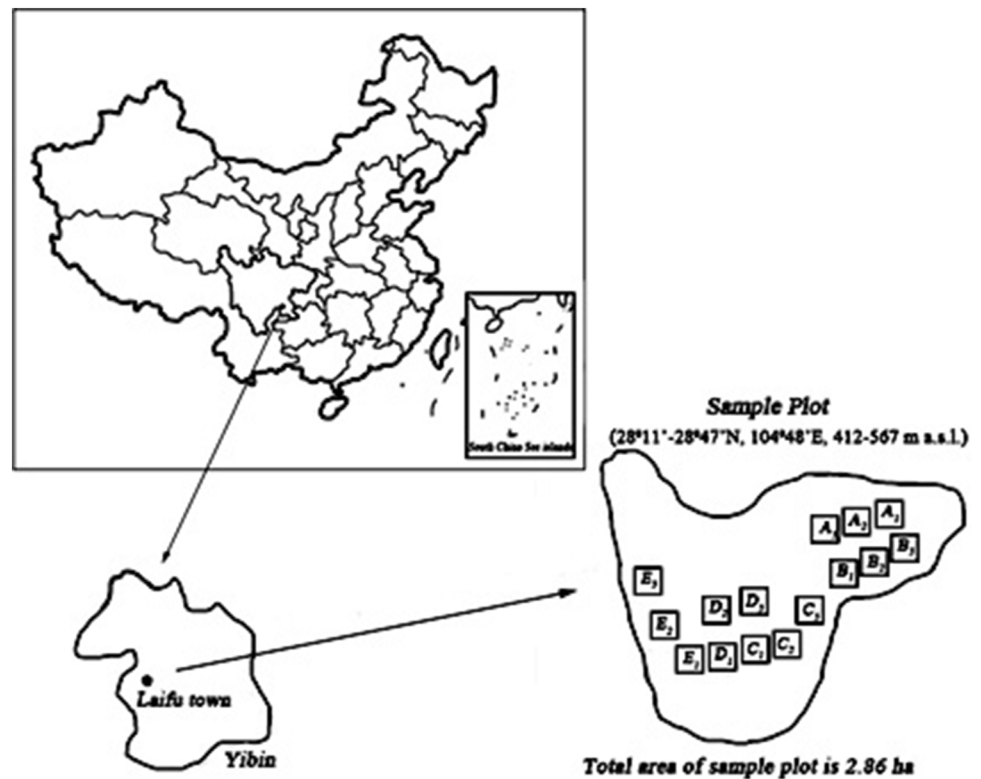 South China Sea islands
Sample Plot
(28°11'-28°47'N, 104°48'E, 412-567 m a.s.l.)
A₁ A₂ A₃
B₁ B₂ B₃
E₃
D₂ D₃ C₃
E₂
E₁ D₁ C₁ C₂
Laifu town
Yibin
Total area of sample plot is 2.86 ha